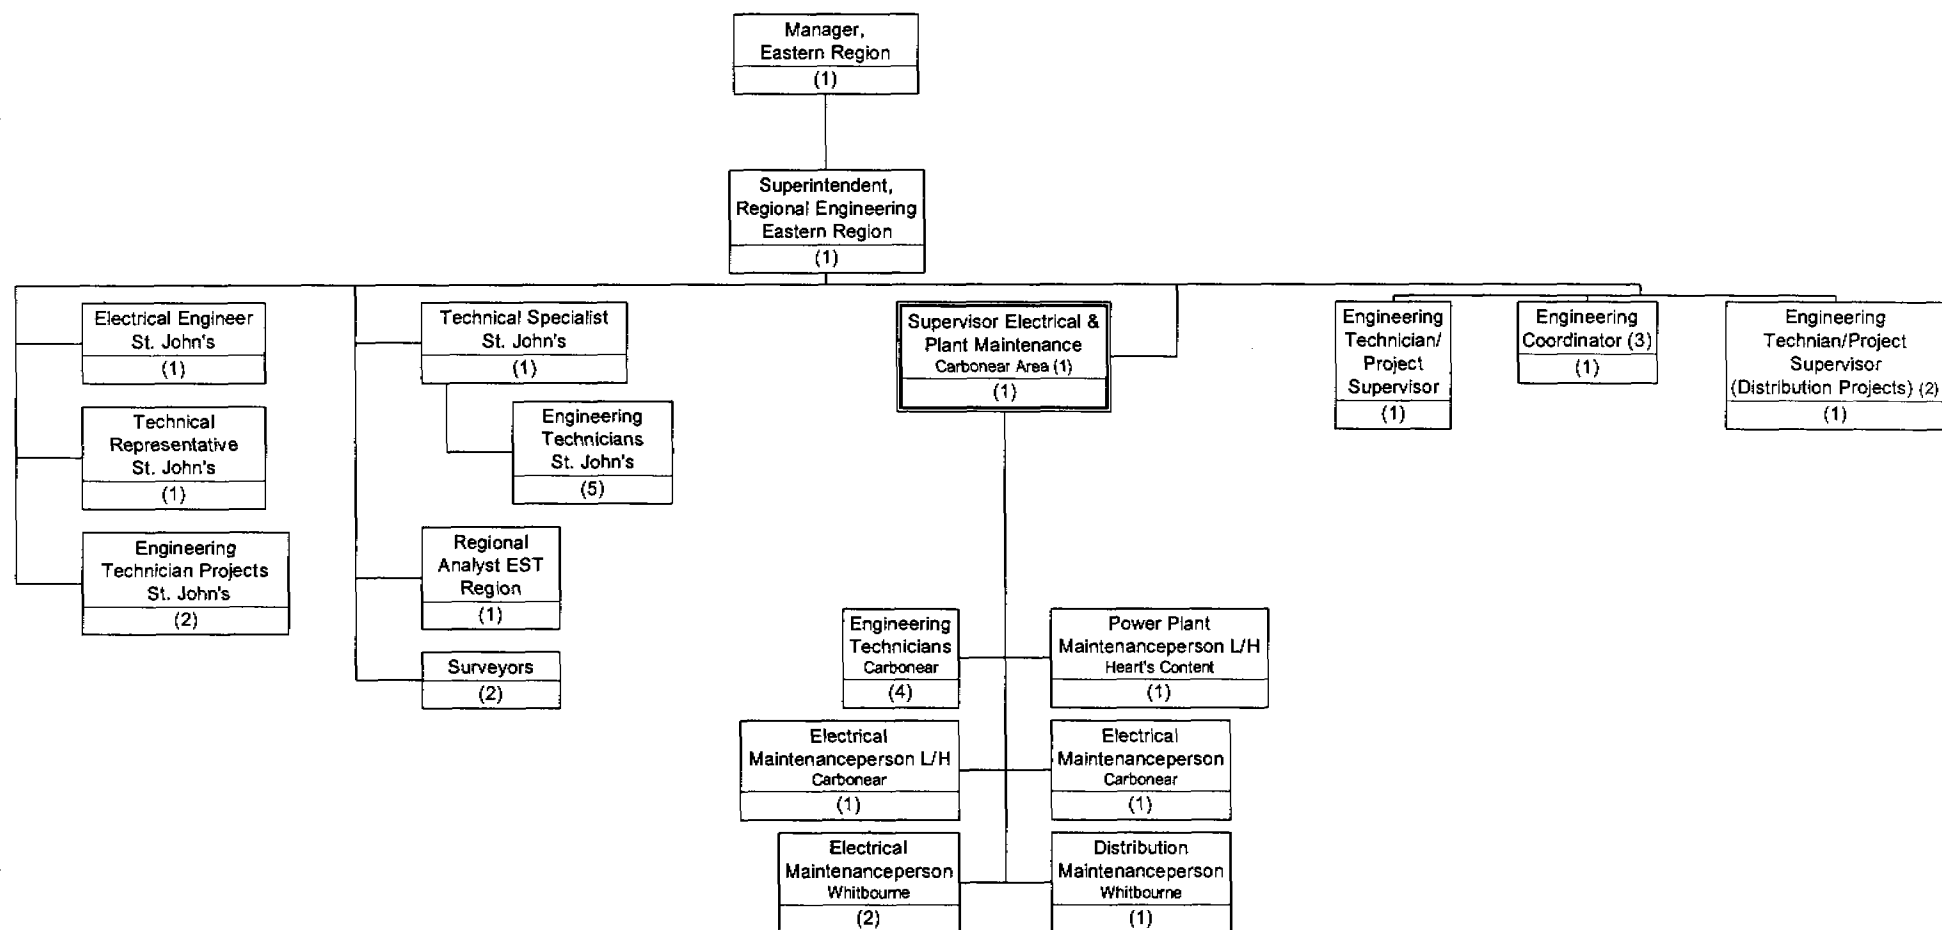 Manager,
Eastern Region
(1)
Superintendent,
Regional Engineering
Eastern Region
(1)
Electrical Engineer
St. John's
(1)
Technical
Representative
St. John's
(1)
Engineering
Technician Projects
St. John's
(2)
Technical Specialist
St. John's
(1)
Engineering
Technicians
St. John's
(5)
Regional
Analyst EST
Region
(1)
Surveyors
(2)
Supervisor Electrical &
Plant Maintenance
Carbonear Area (1)
(1)
Engineering
Technicians
Carbonear
(4)
Power Plant
Maintenanceperson L/H
Heart's Content
(1)
Electrical
Maintenanceperson L/H
Carbonear
(1)
Electrical
Maintenanceperson
Carbonear
(1)
Electrical
Maintenanceperson
Whitbourne
(2)
Distribution
Maintenanceperson
Whitbourne
(1)
Engineering
Technician/
Project
Supervisor
(1)
Engineering
Coordinator (3)
(1)
Engineering
Technian/Project
Supervisor
(Distribution Projects) (2)
(1)